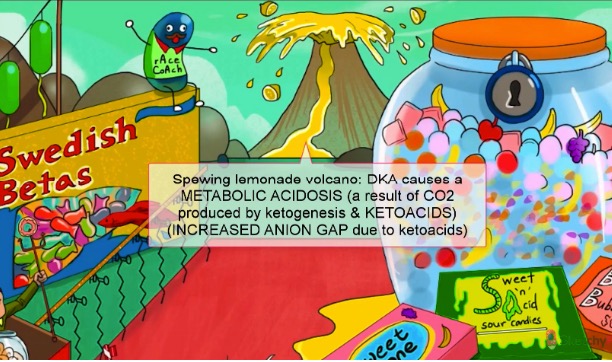 rAce
CoAch
Swedish
Betas
Spewing lemonade volcano: DKA causes a
METABOLIC ACIDOSIS (a result of CO2
produced by ketogenesis & KETOACIDS)
(INCREASED ANION GAP due to ketoacids)
Sweet
'n'
Acid
sour candies